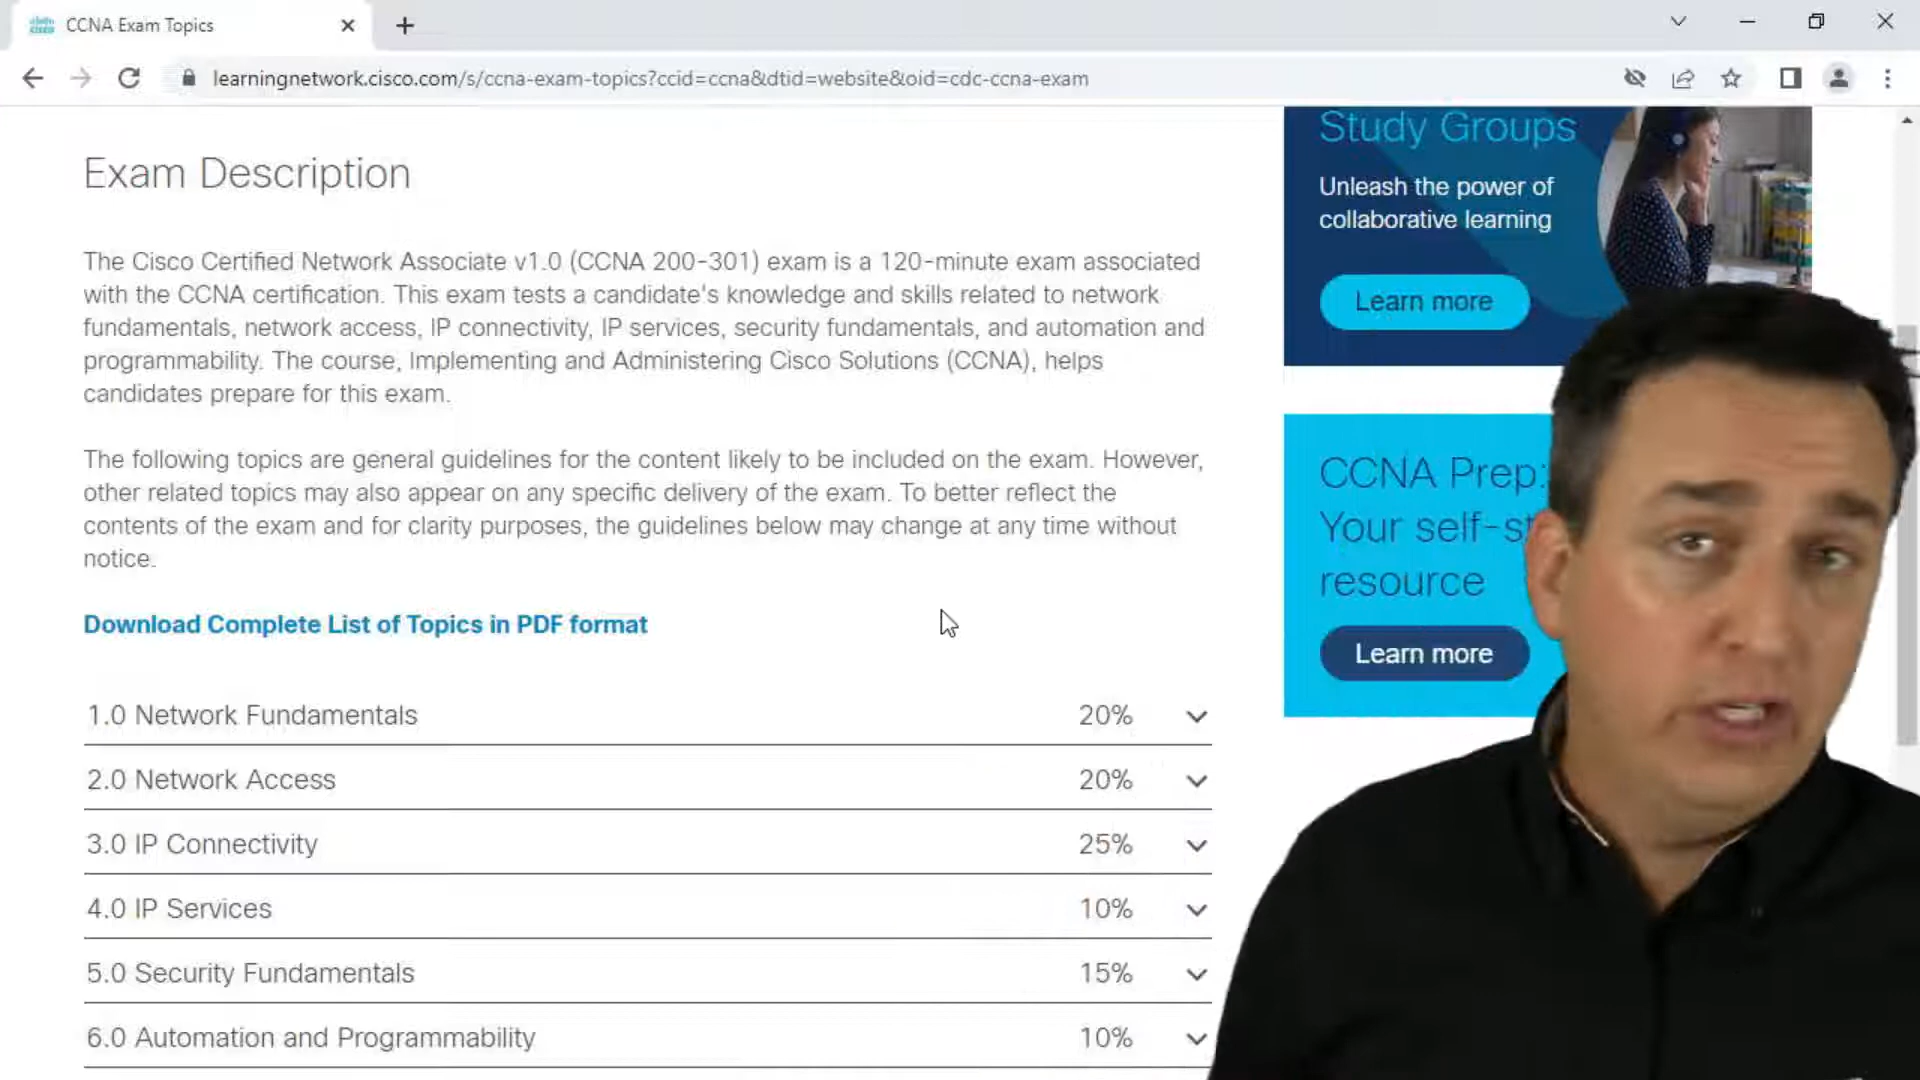 CCNA Exam Topics
learningnetwork.cisco.com/s/ccna-exam-topics?ccid=ccna&dtid=website&oid=cdc-ccna-exam
Exam Description
The Cisco Certified Network Associate v1.0 (CCNA 200-301) exam is a 120-minute exam associated
with the CCNA certification. This exam tests a candidate's knowledge and skills related to network
fundamentals, network access, IP connectivity, IP services, security fundamentals, and automation and
programmability. The course, Implementing and Administering Cisco Solutions (CCNA), helps
candidates prepare for this exam.
The following topics are general guidelines for the content likely to be included on the exam. However,
other related topics may also appear on any specific delivery of the exam. To better reflect the
contents of the exam and for clarity purposes, the guidelines below may change at any time without
notice.
Download Complete List of Topics in PDF format
1.0 Network Fundamentals 20%
2.0 Network Access 20%
3.0 IP Connectivity 25%
4.0 IP Services 10%
5.0 Security Fundamentals 15%
6.0 Automation and Programmability 10%
Study Groups
Unleash the power of
collaborative learning
Learn more
CCNA Prep:
Your self-st
resource
Learn more